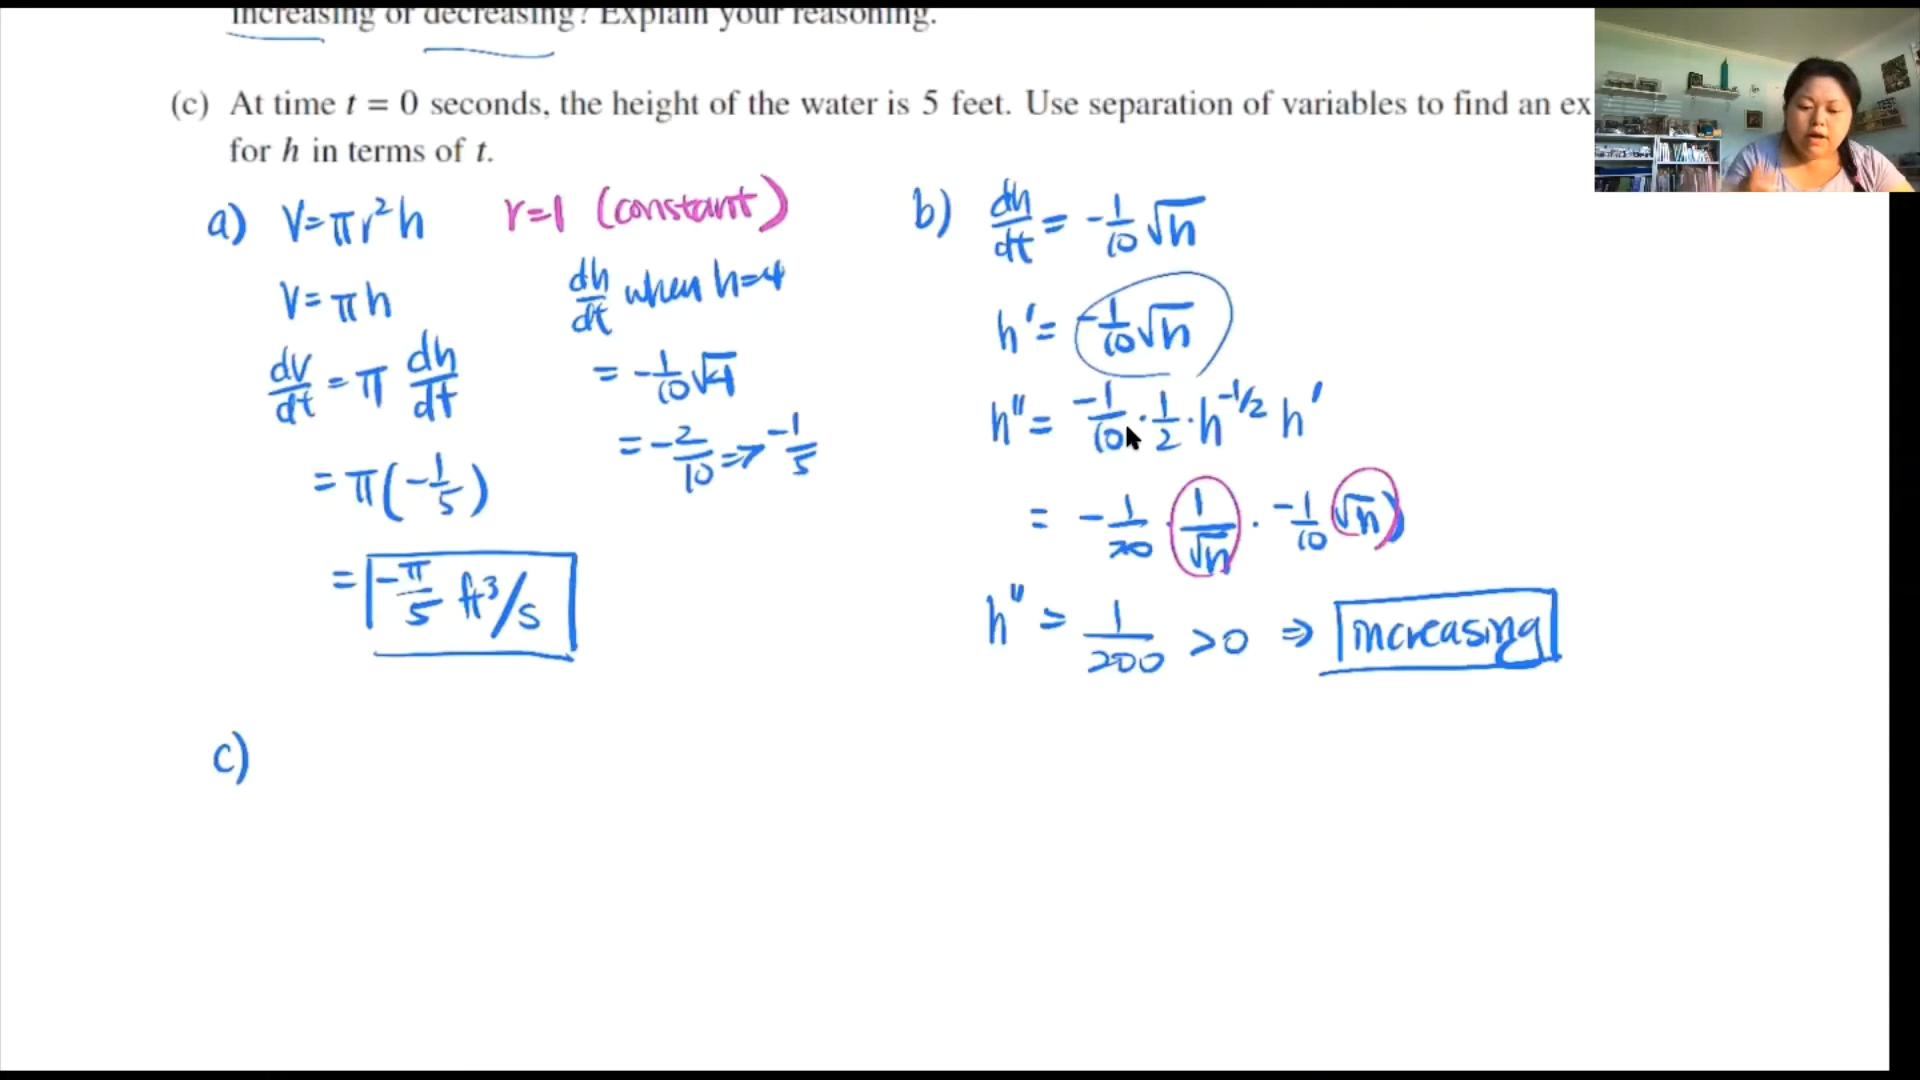 increasing or decreasing? Explain your reasoning.
(c) At time t = 0 seconds, the height of the water is 5 feet. Use separation of variables to find an ex
for h in terms of t.
a) V=πr²h r=1 (constant)
V=πh
dh/dt when h=4
dV/dt = π dh/dt
= -1/10 √4
= -2/10 => -1/5
= π(-1/5)
= -π/5 ft³/s
b) dh/dt = -1/10 √h
h' = -1/10 √h
h'' = -1/10 · 1/2 · h^-1/2 h'
= -1/20 · 1/√h · -1/10 √h)
h'' = 1/200 >0 ⇒ increasing
c)